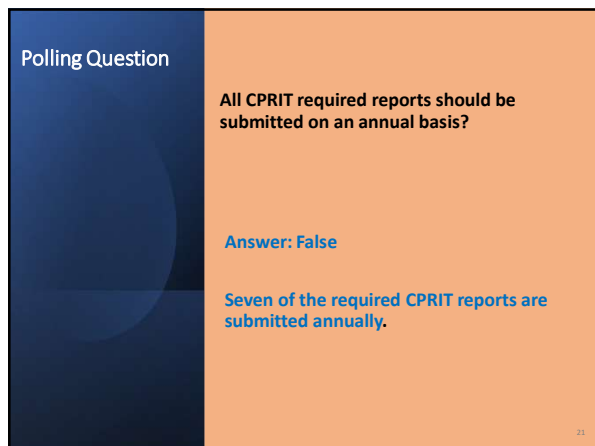 Polling Question
All CPRIT required reports should be
submitted on an annual basis?
Answer: False
Seven of the required CPRIT reports are
submitted annually.
21